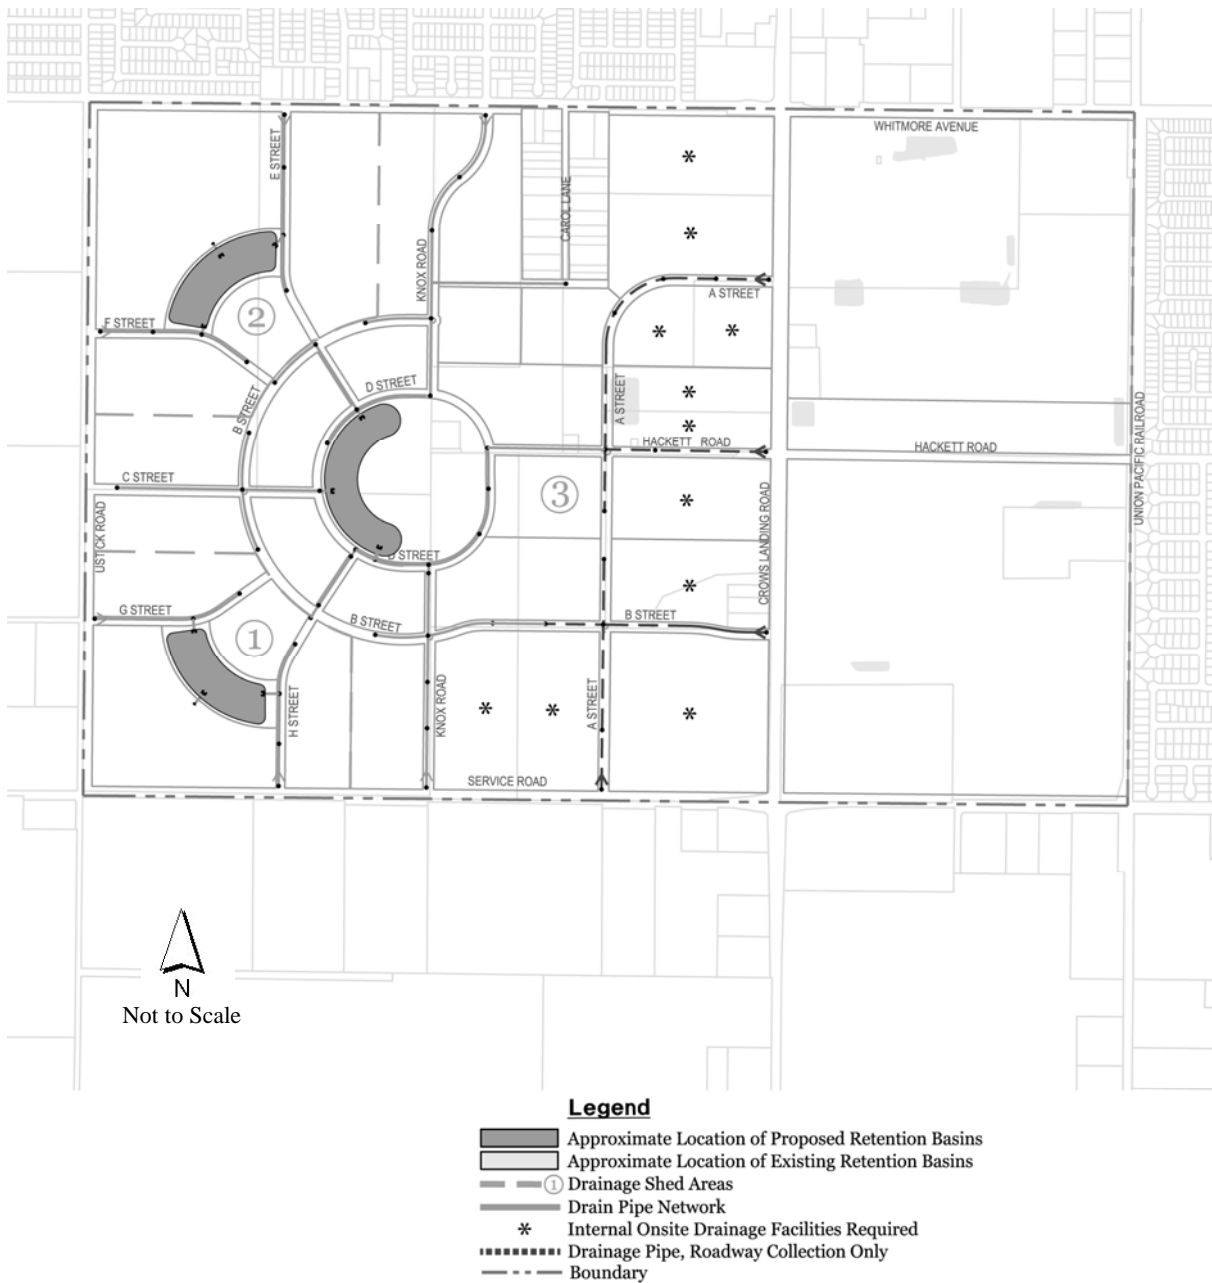 WHITMORE AVENUE
E STREET
CAROL LANE
KNOX ROAD
A STREET
F STREET
2
D STREET
B STREET
A STREET
HACKETT ROAD
HACKETT ROAD
UNION PACIFIC RAILROAD
C STREET
3
USTICK ROAD
CROWS LANDING ROAD
D STREET
G STREET
B STREET
B STREET
1
H STREET
KNOX ROAD
A STREET
SERVICE ROAD
N
Not to Scale
Legend
Approximate Location of Proposed Retention Basins
Approximate Location of Existing Retention Basins
1 Drainage Shed Areas
Drain Pipe Network
* Internal Onsite Drainage Facilities Required
Drainage Pipe, Roadway Collection Only
Boundary